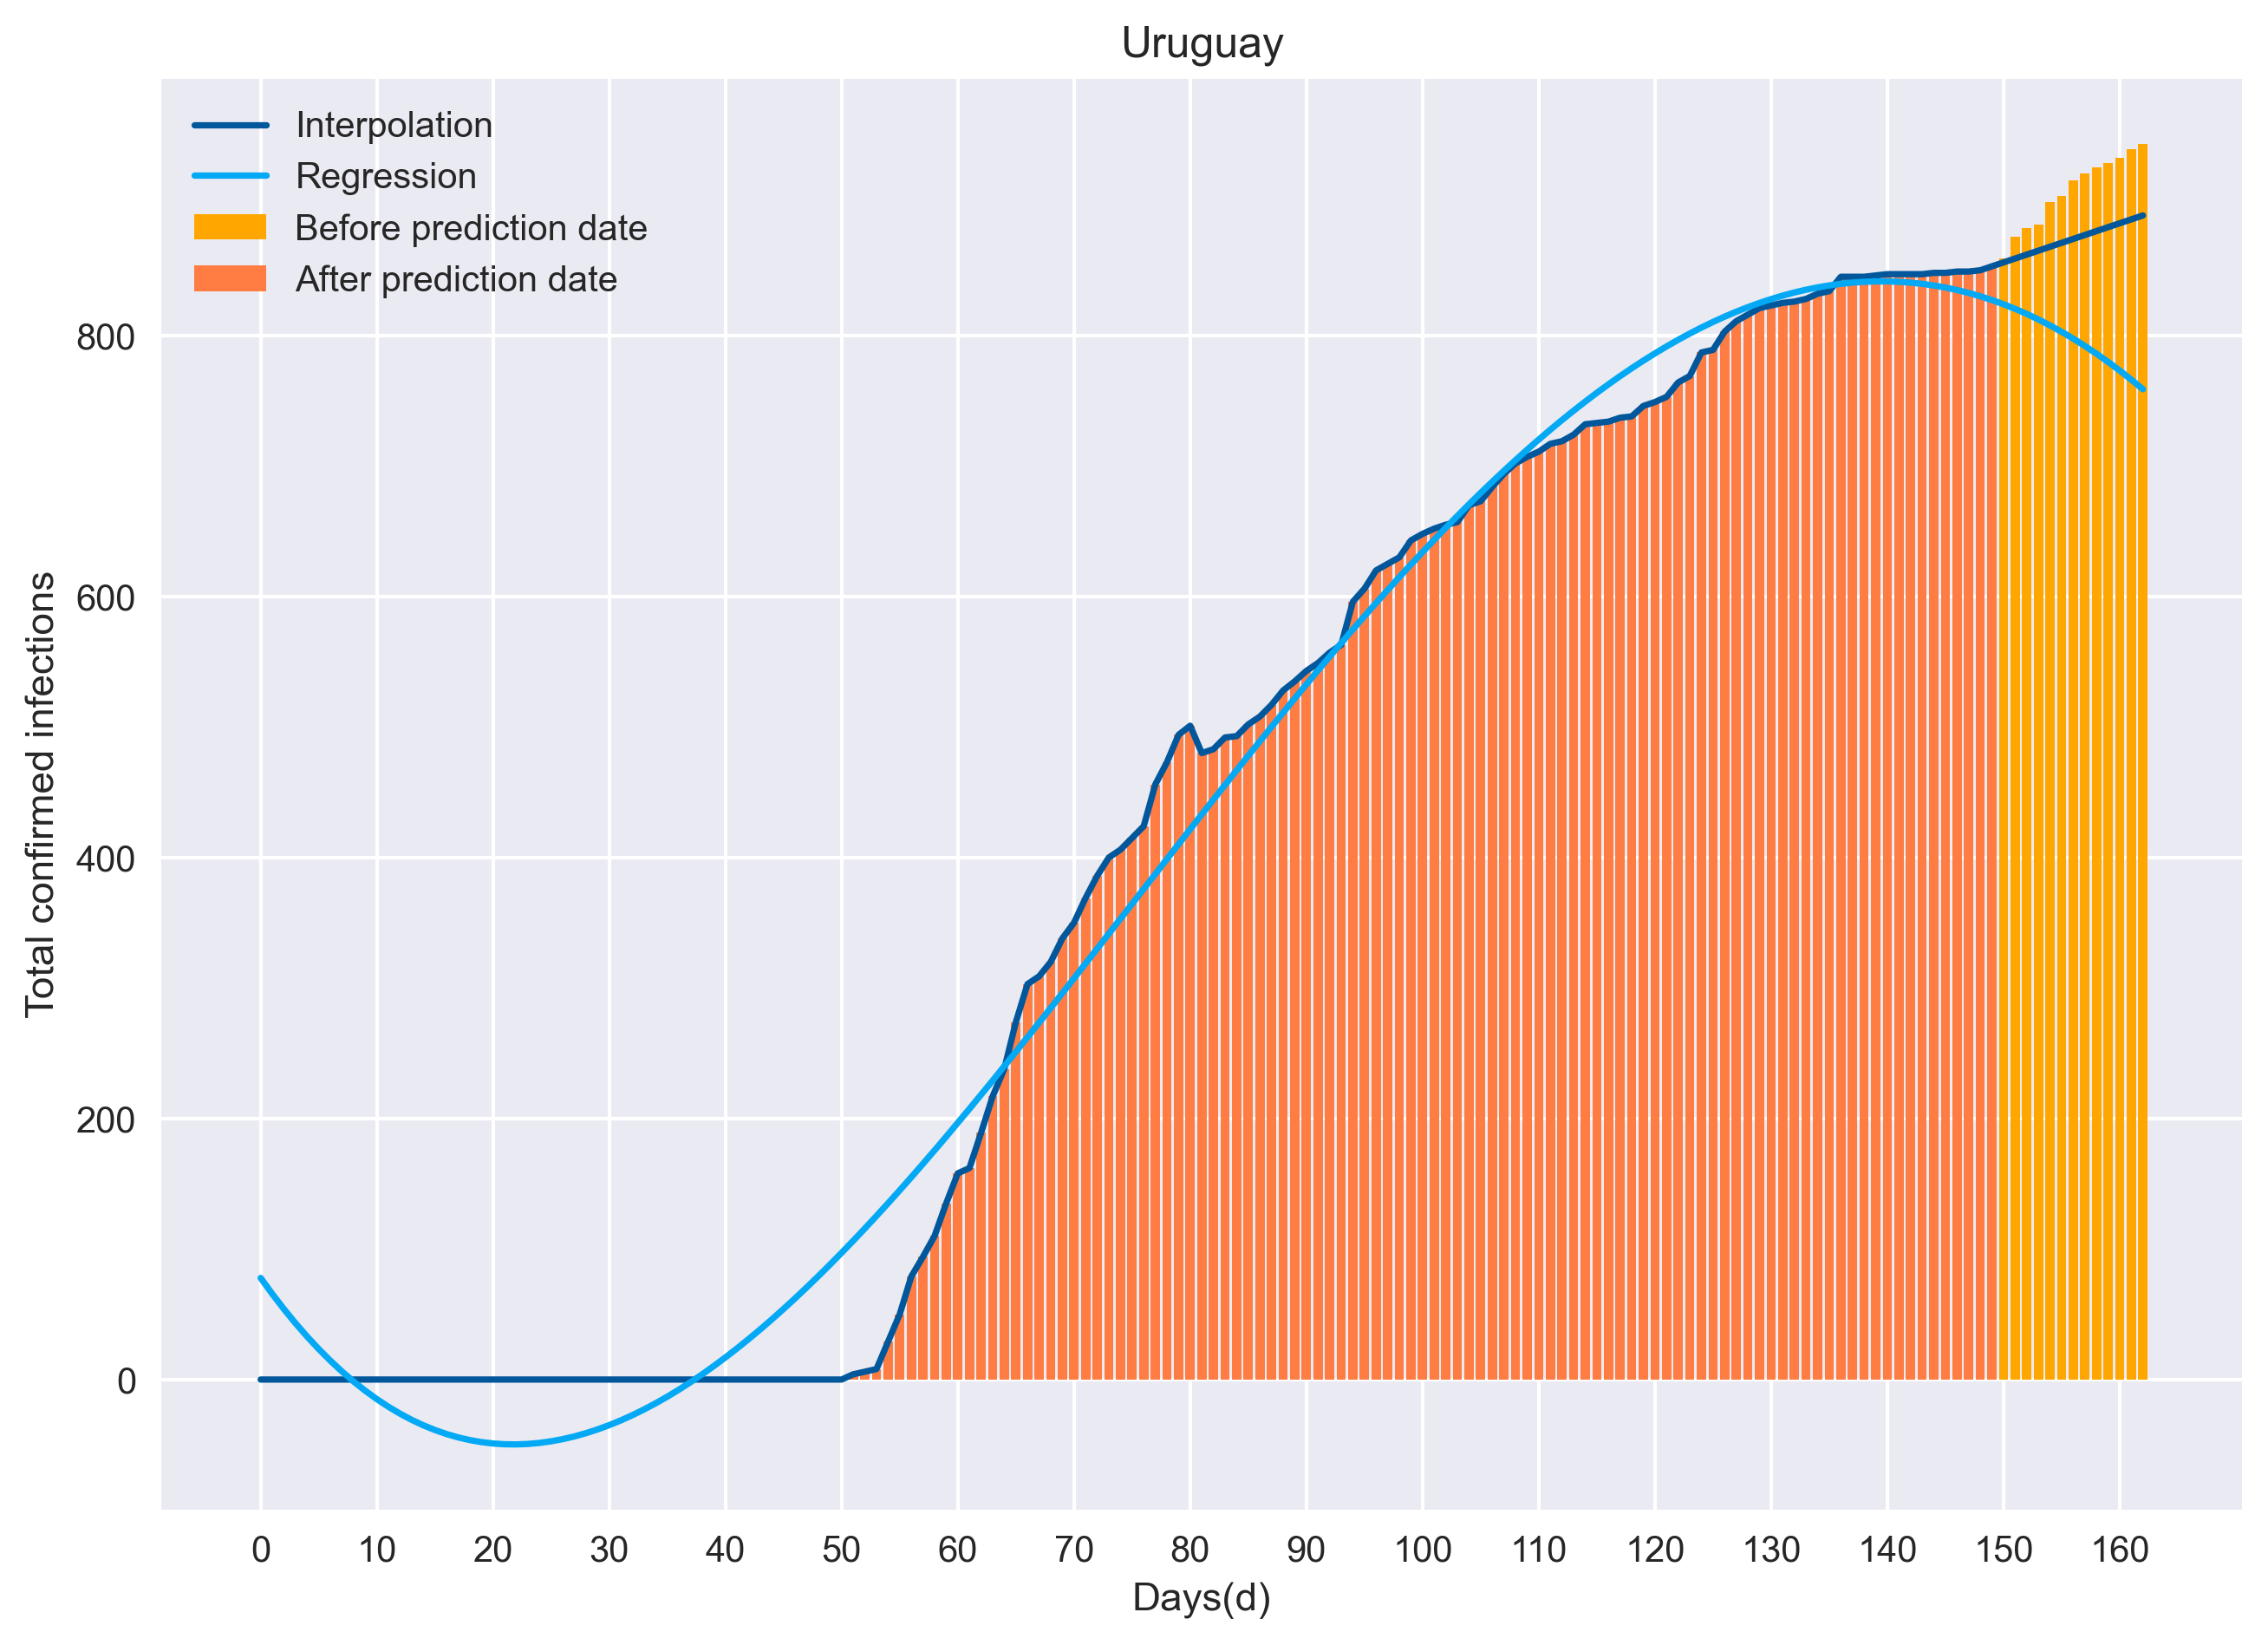 Uruguay
Interpolation
Regression
Before prediction date
After prediction date
800
600
400
200
0
Total confirmed infections
0 10 20 30 40 50 60 70 80 90 100 110 120 130 140 150 160
Days(d)